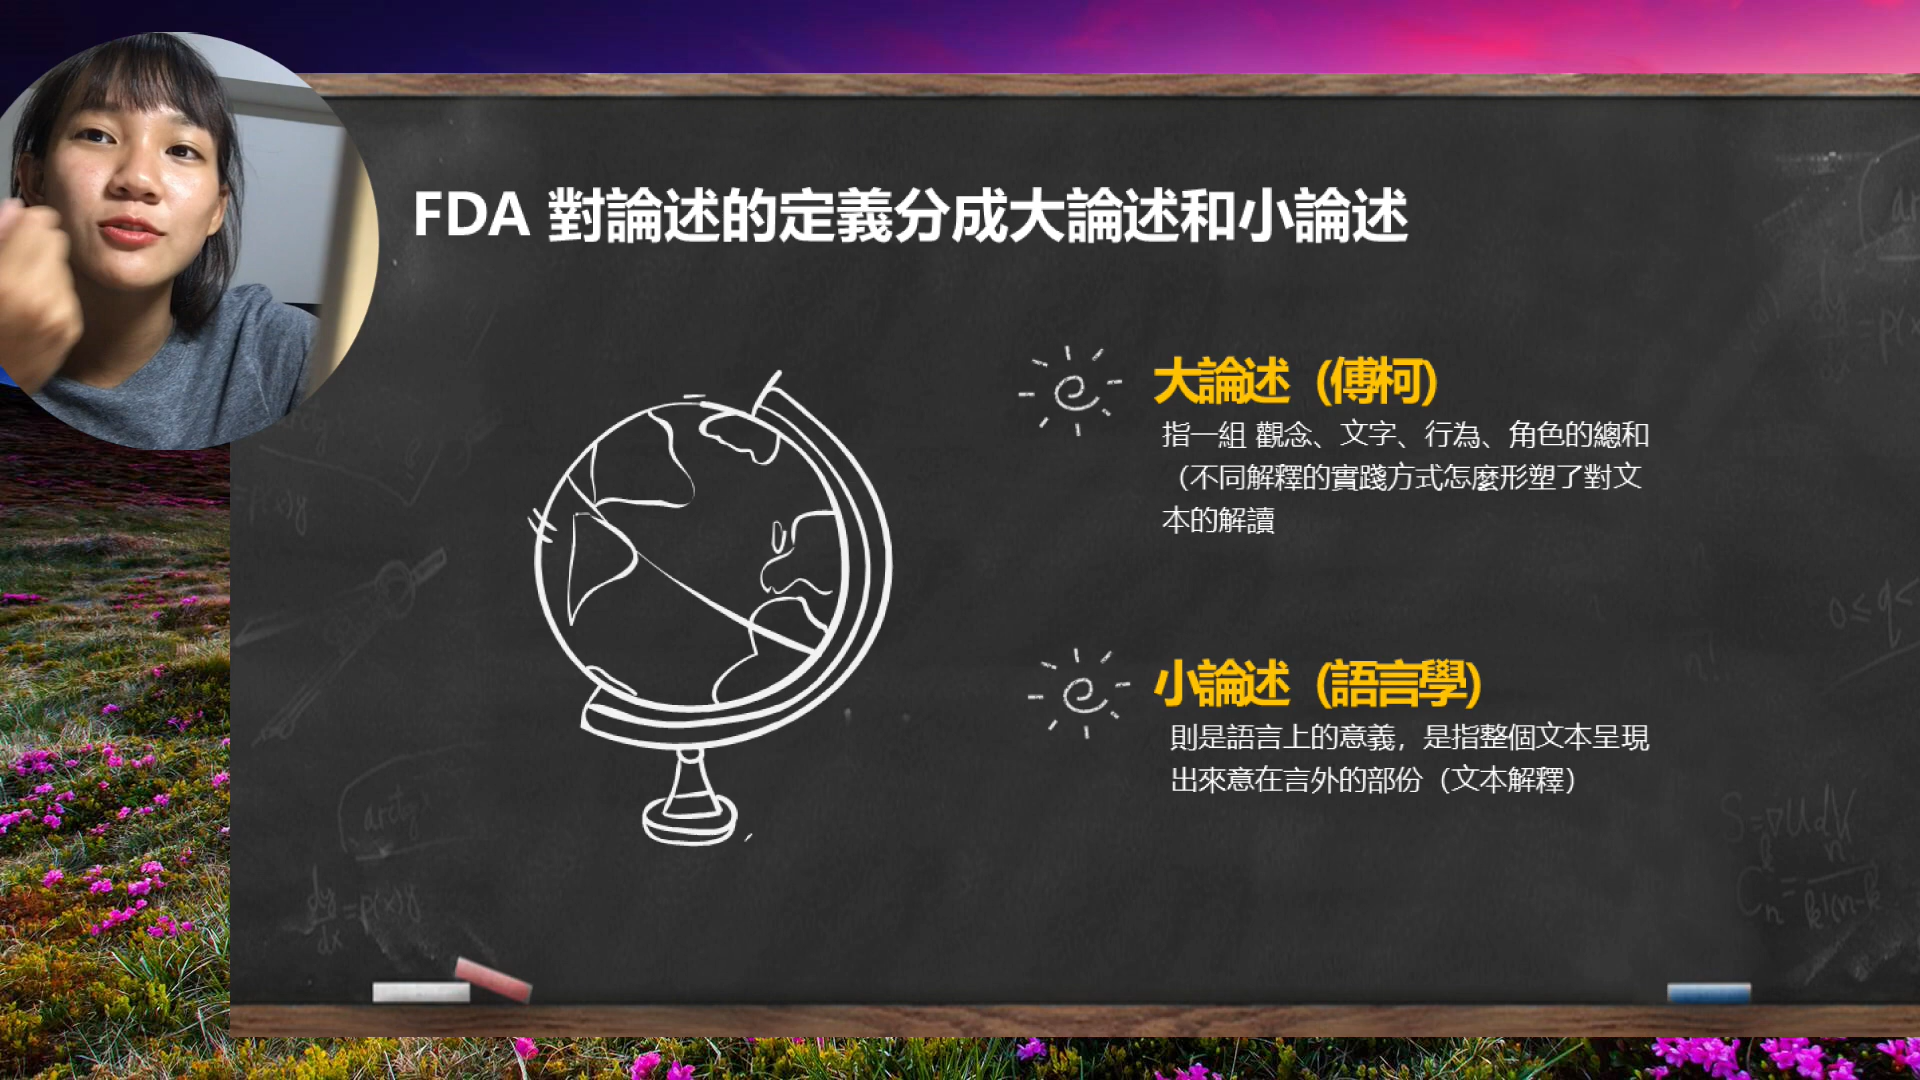 FDA 對論述的定義分成大論述和小論述
大論述 (傅柯)
指一組 觀念、文字、行為、角色的總和
（不同解釋的實踐方式怎麼形塑了對文
本的解讀
小論述 (語言學)
則是語言上的意義，是指整個文本呈現
出來意在言外的部份（文本解釋）